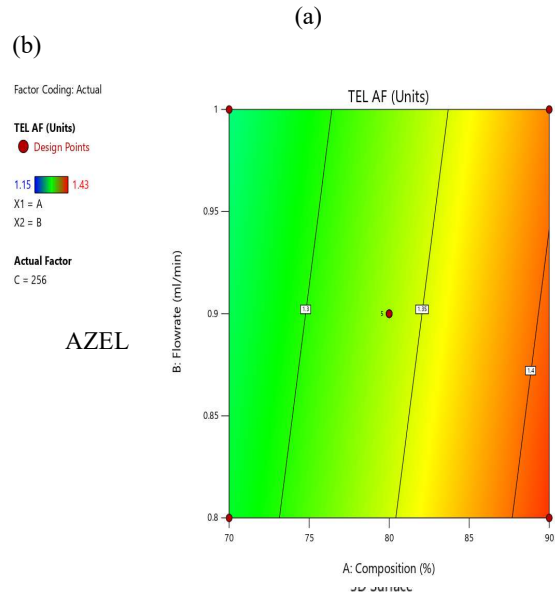 (a)
(b)
Factor Coding: Actual
TEL AF (Units)
Design Points
1.15 1.43
X1 = A
X2 = B
Actual Factor
C = 256
AZEL
TEL AF (Units)
B: Flowrate (ml/min)
1
0.95
0.9
0.85
0.8
1.3
5
1.35
1.4
70 75 80 85 90
A: Composition (%)
3D Surface